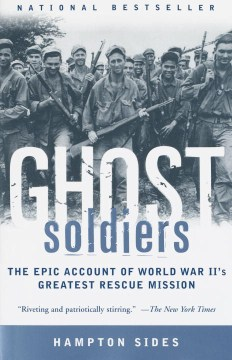 NATIONAL BESTSELLER
GHOST
soldiers
THE EPIC ACCOUNT OF WORLD WAR II's
GREATEST RESCUE MISSION
"Riveting and patriotically stirring." —The New York Times
HAMPTON SIDES